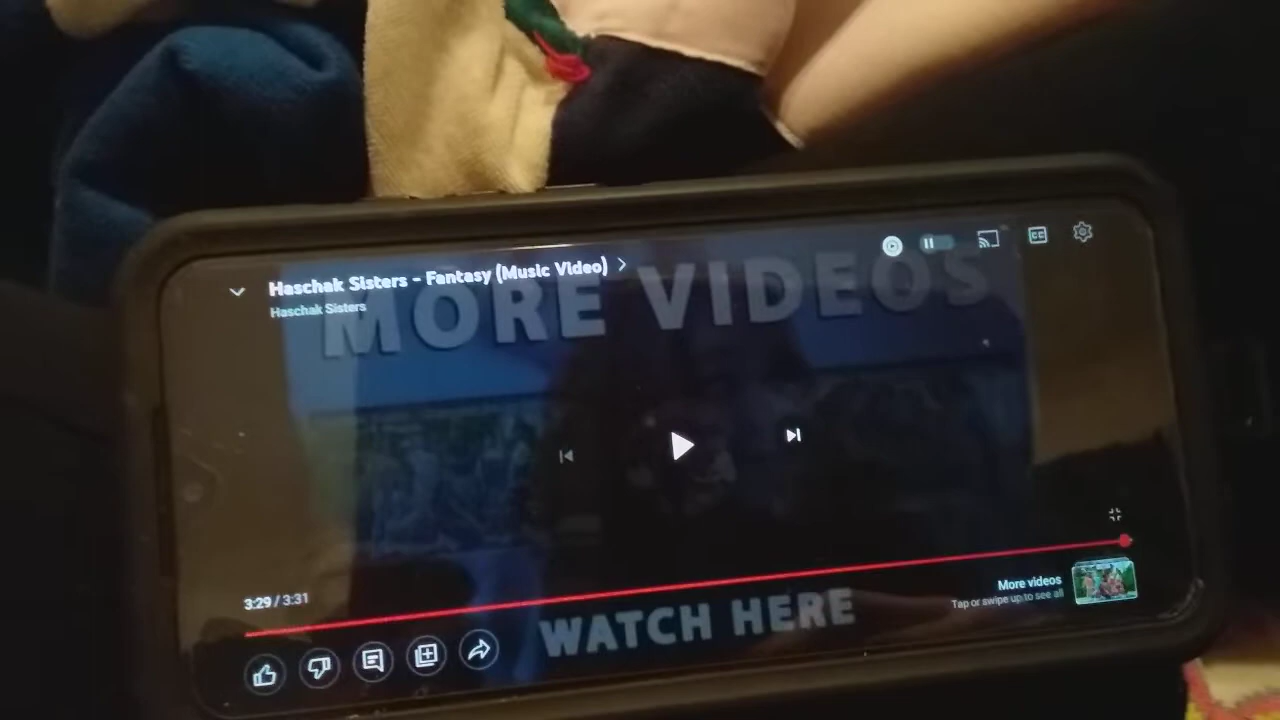 Haschak Sisters - Fantasy (Music Video)
Haschak Sisters
CC
MORE VIDEOS
3:29 / 3:31
More videos
Tap or swipe up to see all
WATCH HERE